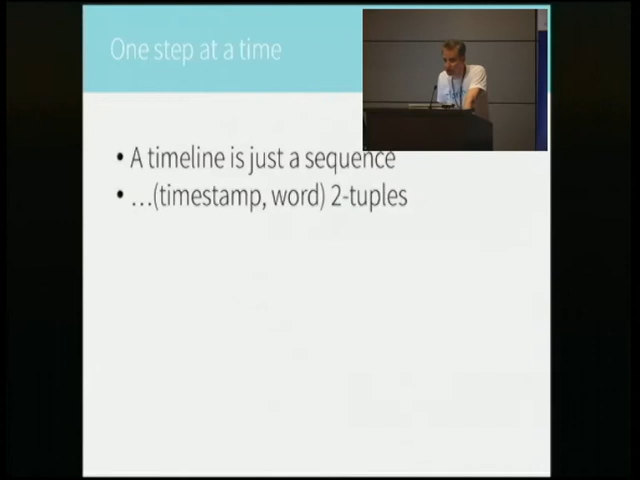 One step at a time
• A timeline is just a sequence
• …(timestamp, word) 2-tuples